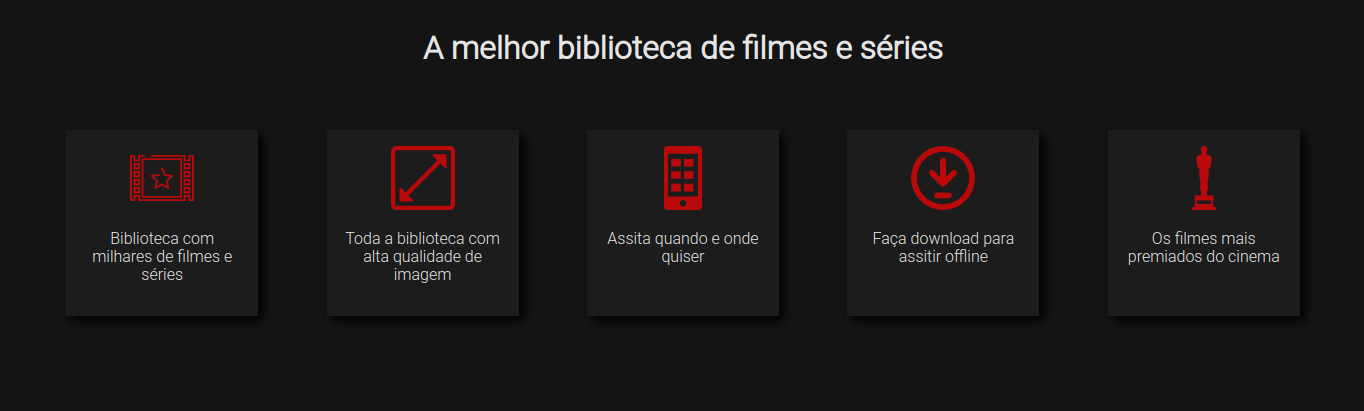 A melhor biblioteca de filmes e séries
Biblioteca com
milhares de filmes e
séries
Toda a biblioteca com
alta qualidade de
imagem
Assita quando e onde
quiser
Faça download para
assitir offline
Os filmes mais
premiados do cinema